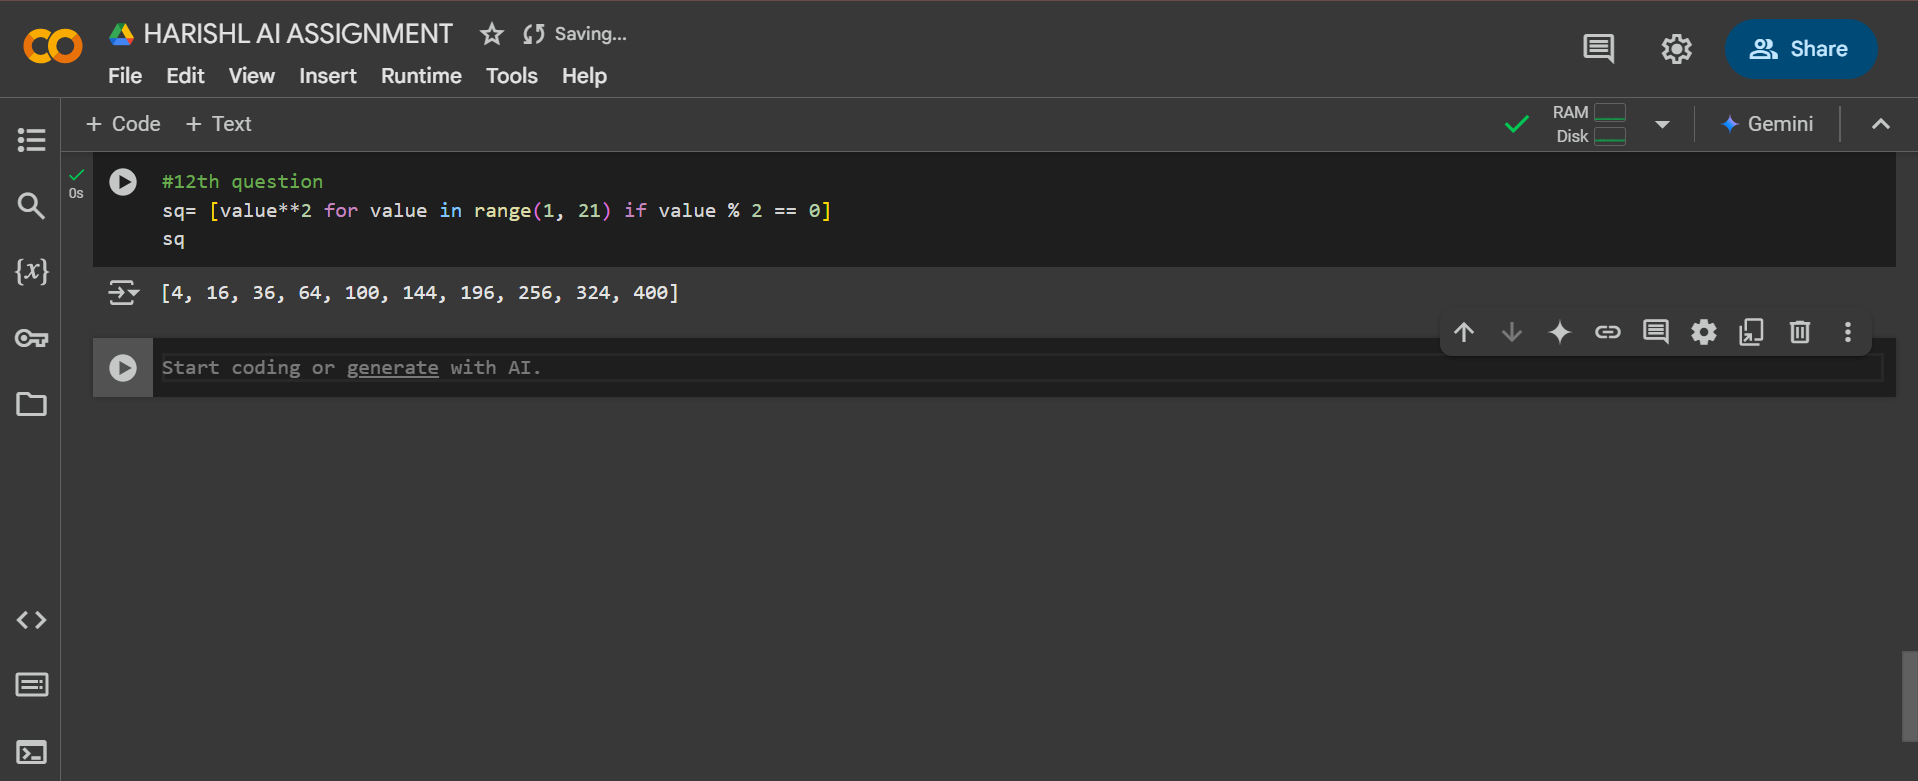 HARISHL AI ASSIGNMENT Saving...
File Edit View Insert Runtime Tools Help
Share
+ Code + Text
RAM
Disk
Gemini
0s
#12th question
sq= [value**2 for value in range(1, 21) if value % 2 == 0]
sq
[4, 16, 36, 64, 100, 144, 196, 256, 324, 400]
{x}
Start coding or generate with AI.